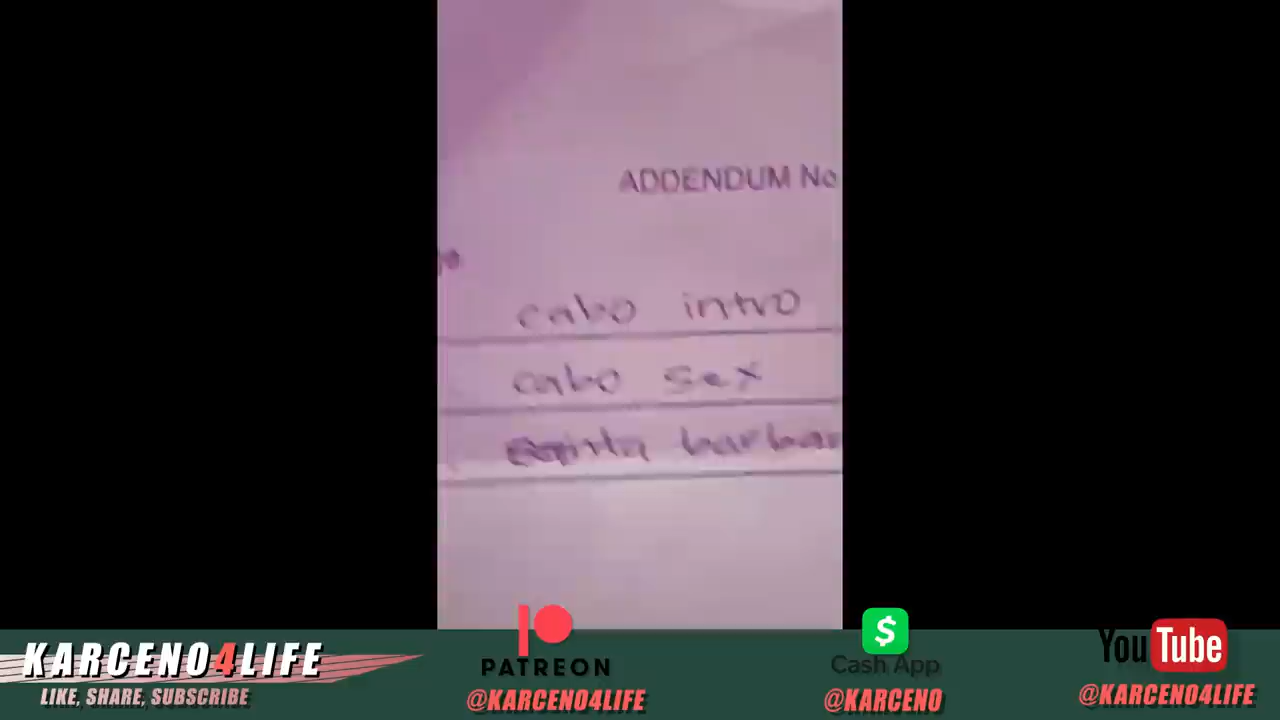 ADDENDUM No
cabo intro
cabo sex
KARCENO4LIFE
LIKE, SHARE, SUBSCRIBE
PATREON
@KARCENO4LIFE
Cash App
@KARCENO
YouTube
@KARCENO4LIFE